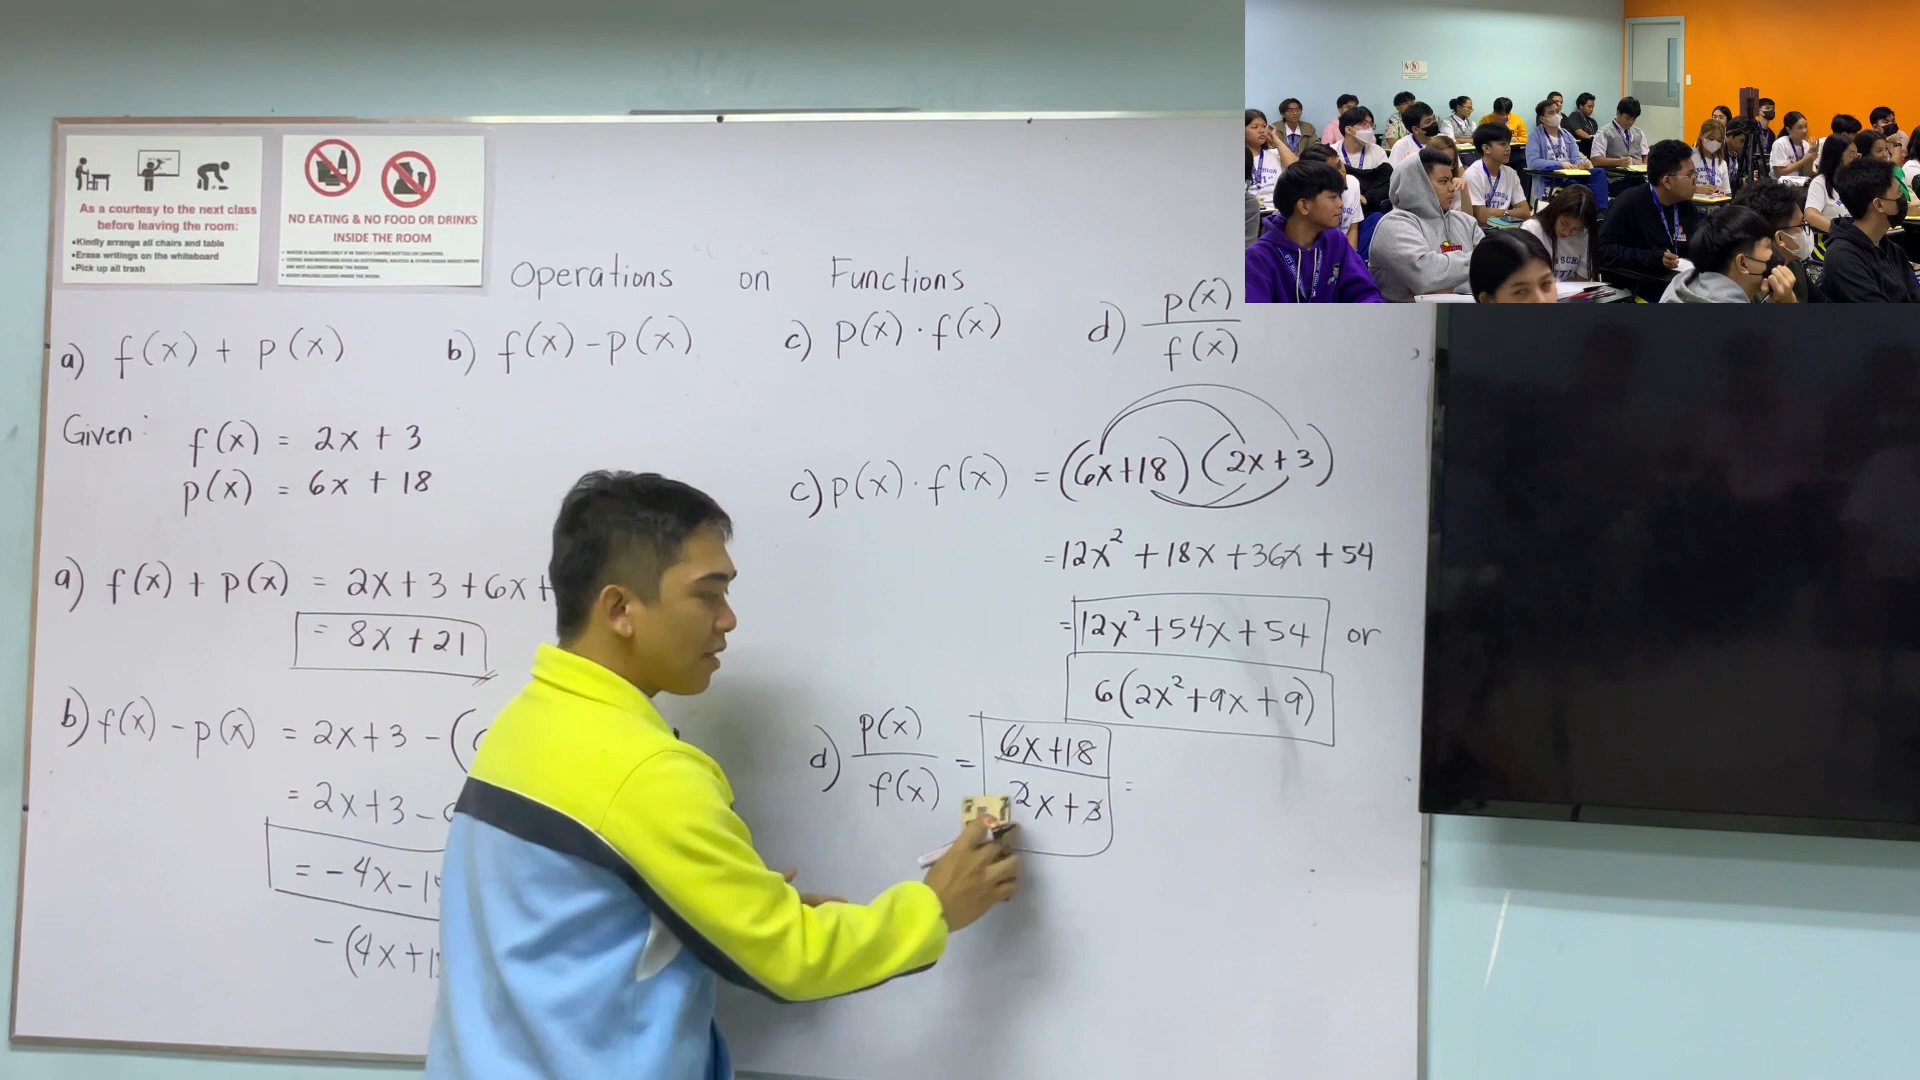 As a courtesy to the next class
before leaving the room:
•Kindly arrange all chairs and table
•Erase writings on the whiteboard
•Pick up all trash
NO EATING & NO FOOD OR DRINKS
INSIDE THE ROOM
Operations on Functions
a) f(x) + p(x)
b) f(x) - p(x)
c) p(x) · f(x)
d) p(x) / f(x)
Given: f(x) = 2x + 3
p(x) = 6x + 18
a) f(x) + p(x) = 2x + 3 + 6x +
= 8x + 21
b) f(x) - p(x) = 2x + 3 - (
= 2x + 3 -
= -4x - 1
- (4x + 1
c) p(x) · f(x) = (6x+18) (2x+3)
= 12x² + 18x + 36x + 54
= 12x² + 54x + 54 or
6(2x² + 9x + 9)
d) p(x) / f(x) = 6x+18 / 2x+3 =